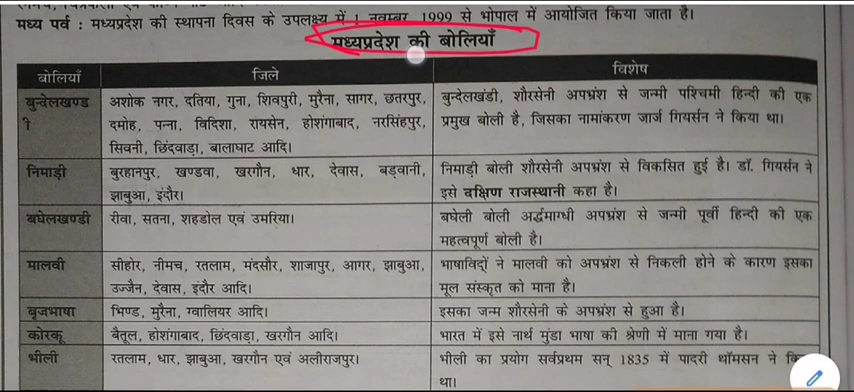 मध्य पर्व : मध्यप्रदेश की स्थापना दिवस के उपलक्ष्य में 1 नवम्बर, 1999 से भोपाल में आयोजित किया जाता है।
मध्यप्रदेश की बोलियाँ
बोलियाँ जिले विशेष
बुन्देलखण्ड
ी
अशोक नगर, दतिया, गुना, शिवपुरी, मुरैना, सागर, छतरपुर,
दमोह, पन्ना, विदिशा, रायसेन, होशंगाबाद, नरसिंहपुर,
सिवनी, छिंदवाड़ा, बालाघाट आदि।
बुन्देलखंडी, शौरसेनी अपभ्रंश से जन्मी पश्चिमी हिन्दी की एक
प्रमुख बोली है, जिसका नामांकरण जार्ज गियर्सन ने किया था।
निमाड़ी
बुरहानपुर, खण्डवा, खरगौन, धार, देवास, बड़वानी,
झाबुआ, इंदौर।
निमाड़ी बोली शौरसेनी अपभ्रंश से विकसित हुई है। डॉ. गियर्सन ने
इसे दक्षिण राजस्थानी कहा है।
बघेलखण्डी
रीवा, सतना, शहडोल एवं उमरिया।
बघेली बोली अर्द्धमाग्धी अपभ्रंश से जन्मी पूर्वी हिन्दी की एक
महत्वपूर्ण बोली है।
मालवी
सीहोर, नीमच, रतलाम, मंदसौर, शाजापुर, आगर, झाबुआ,
उज्जैन, देवास, इंदौर आदि।
भाषाविदों ने मालवी को अपभ्रंश से निकली होने के कारण इसका
मूल संस्कृत को माना है।
बृजभाषा
भिण्ड, मुरैना, ग्वालियर आदि।
इसका जन्म शौरसेनी के अपभ्रंश से हुआ है।
कोरकू
बैतूल, होशंगाबाद, छिंदवाड़ा, खरगौन आदि।
भारत में इसे नार्थ मुंडा भाषा की श्रेणी में माना गया है।
भीली
रतलाम, धार, झाबुआ, खरगौन एवं अलीराजपुर।
भीली का प्रयोग सर्वप्रथम सन् 1835 में पादरी थॉमसन ने
था।